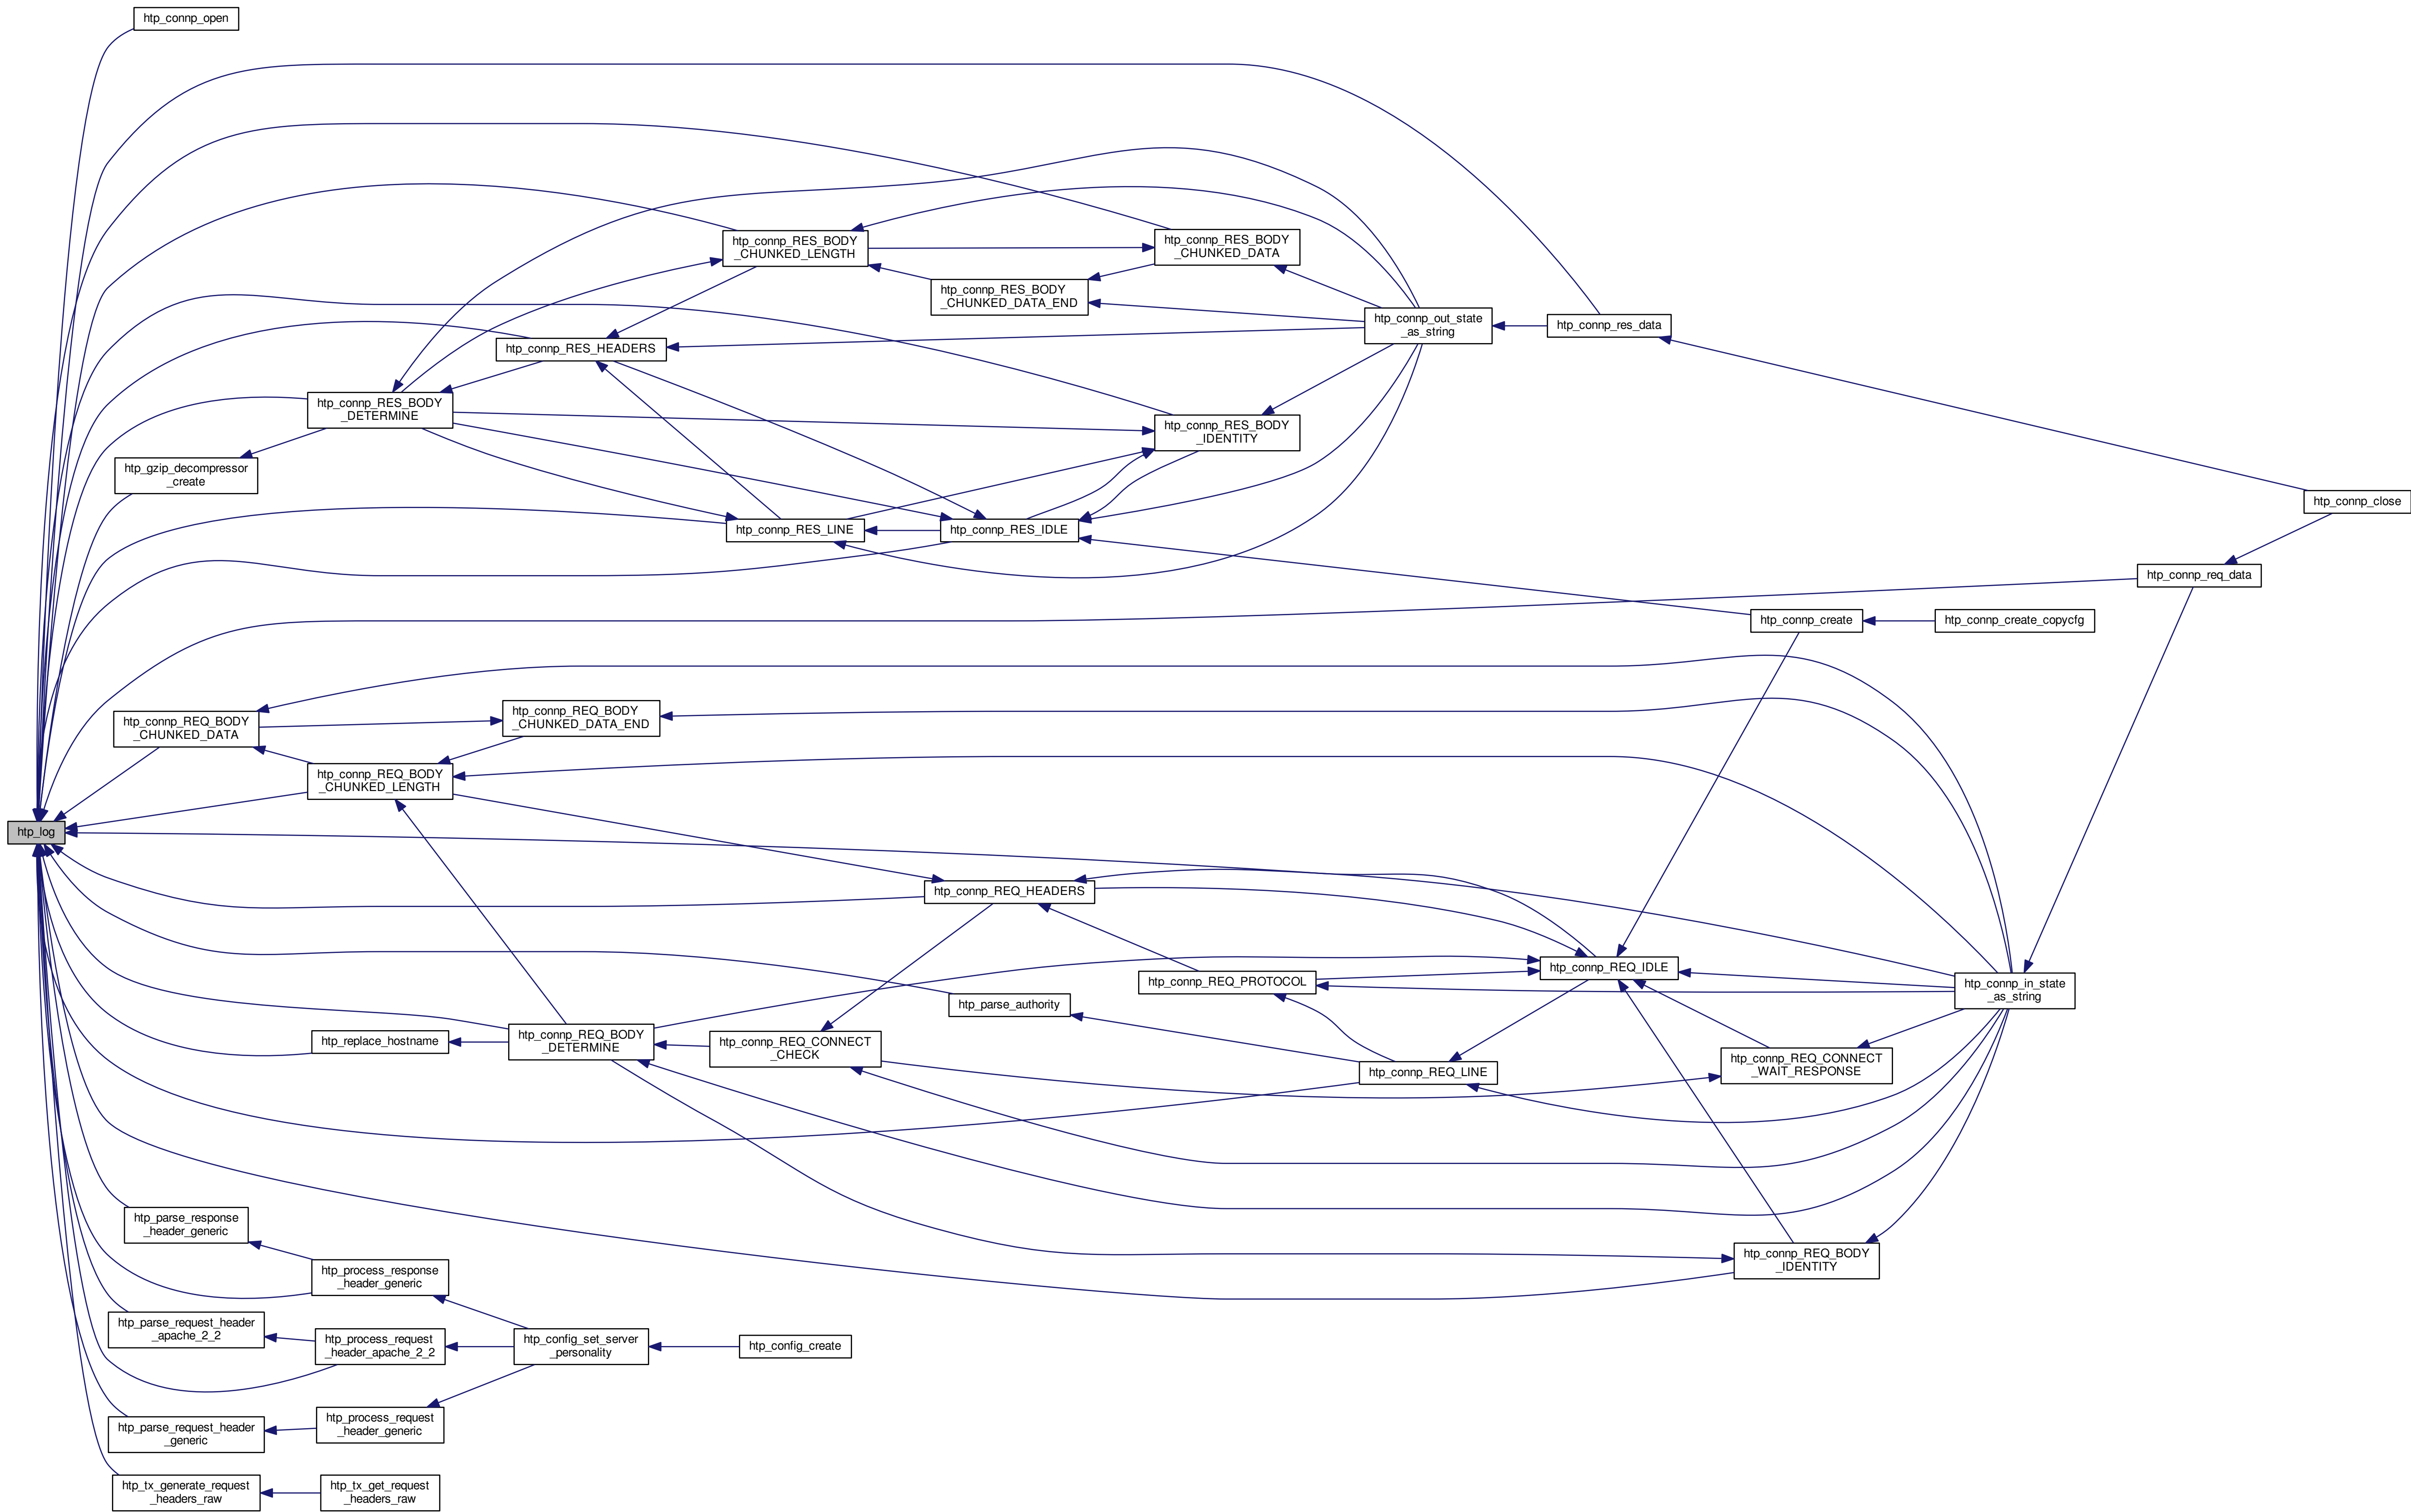 htp_connp_open
htp_connp_RES_BODY
_CHUNKED_LENGTH
htp_connp_RES_BODY
_CHUNKED_DATA
htp_connp_RES_BODY
_CHUNKED_DATA_END
htp_connp_out_state
_as_string
htp_connp_res_data
htp_connp_RES_HEADERS
htp_connp_RES_BODY
_DETERMINE
htp_connp_RES_BODY
_IDENTITY
htp_gzip_decompressor
_create
htp_connp_close
htp_connp_RES_LINE
htp_connp_RES_IDLE
htp_connp_req_data
htp_connp_create
htp_connp_create_copycfg
htp_connp_REQ_BODY
_CHUNKED_DATA
htp_connp_REQ_BODY
_CHUNKED_DATA_END
htp_connp_REQ_BODY
_CHUNKED_LENGTH
htp_log
htp_connp_REQ_HEADERS
htp_connp_REQ_IDLE
htp_connp_REQ_PROTOCOL
htp_connp_in_state
_as_string
htp_parse_authority
htp_replace_hostname
htp_connp_REQ_BODY
_DETERMINE
htp_connp_REQ_CONNECT
_CHECK
htp_connp_REQ_LINE
htp_connp_REQ_CONNECT
_WAIT_RESPONSE
htp_parse_response
_header_generic
htp_connp_REQ_BODY
_IDENTITY
htp_process_response
_header_generic
htp_parse_request_header
_apache_2_2
htp_process_request
_header_apache_2_2
htp_config_set_server
_personality
htp_config_create
htp_parse_request_header
_generic
htp_process_request
_header_generic
htp_tx_generate_request
_headers_raw
htp_tx_get_request
_headers_raw